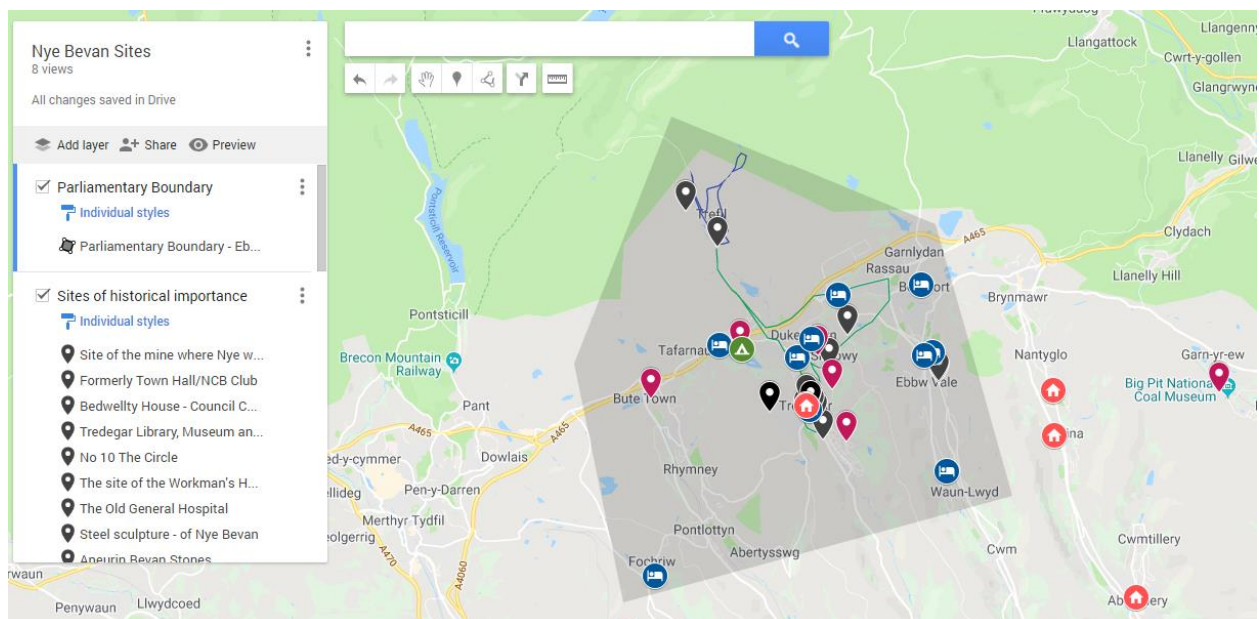 Nye Bevan Sites
8 views
All changes saved in Drive
Add layer Share Preview
Parliamentary Boundary
Individual styles
Parliamentary Boundary - Eb...
Sites of historical importance
Individual styles
Site of the mine where Nye w...
Formerly Town Hall/NCB Club
Bedwellty House - Council C...
Tredegar Library, Museum an...
No 10 The Circle
The site of the Workman's H...
The Old General Hospital
Steel sculpture - of Nye Bevan
Aneurin Bevan Stones
Llangattock
Llangenny
Cwrt-y-gollen
Glangrwyne
Llanelly
Gilwe
Pontsticill Reservoir
Trefil
A465
Clydach
Garnlydan
Rassau
Llanelly Hill
Brynmawr
Pontsticill
Tafarnau
Brecon Mountain
Railway
Nantyglo
Garn-yr-ew
Ebbw Vale
Big Pit National
Coal Museum
Bute Town
Pant
A465
A465
Dowlais
Rhymney
Pen-y-Darren
Waun-Lwyd
Merthyr Tydfil
Pontlottyn
Abertysswg
Cwm
Cwmtillery
Fochriw
A470
A4060
Penywaun
Llwydcoed